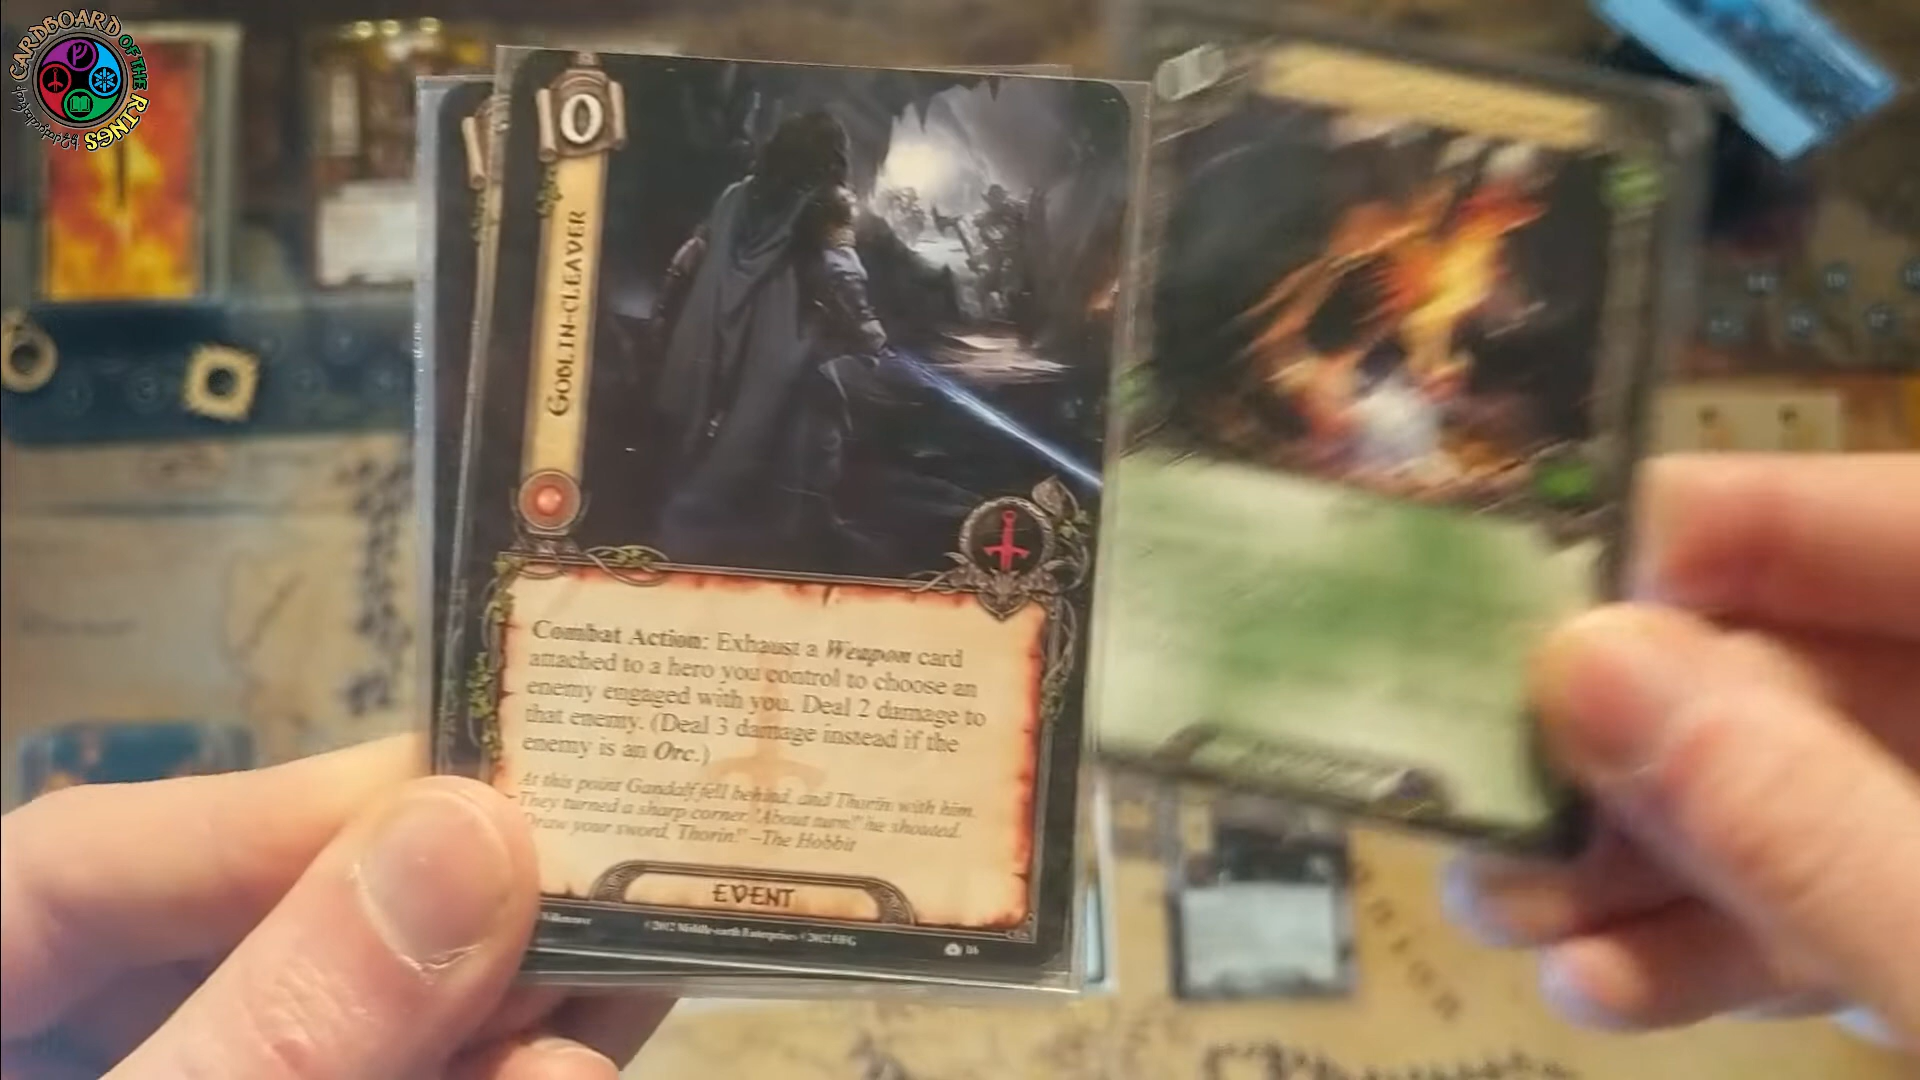 CARDBOARD OF THE RINGS
0
GOBLIN-CLEAVER
Combat Action: Exhaust a Weapon card
attached to a hero you control to choose an
enemy engaged with you. Deal 2 damage to
that enemy. (Deal 3 damage instead if the
enemy is an Orc.)
At this point Gandalf fell behind, and Thorin with him.
They turned a sharp corner. "About turn!" he shouted.
"Draw your sword, Thorin!" –The Hobbit
EVENT
©2012 Middle-earth Enterprises ©2012 FFG
16